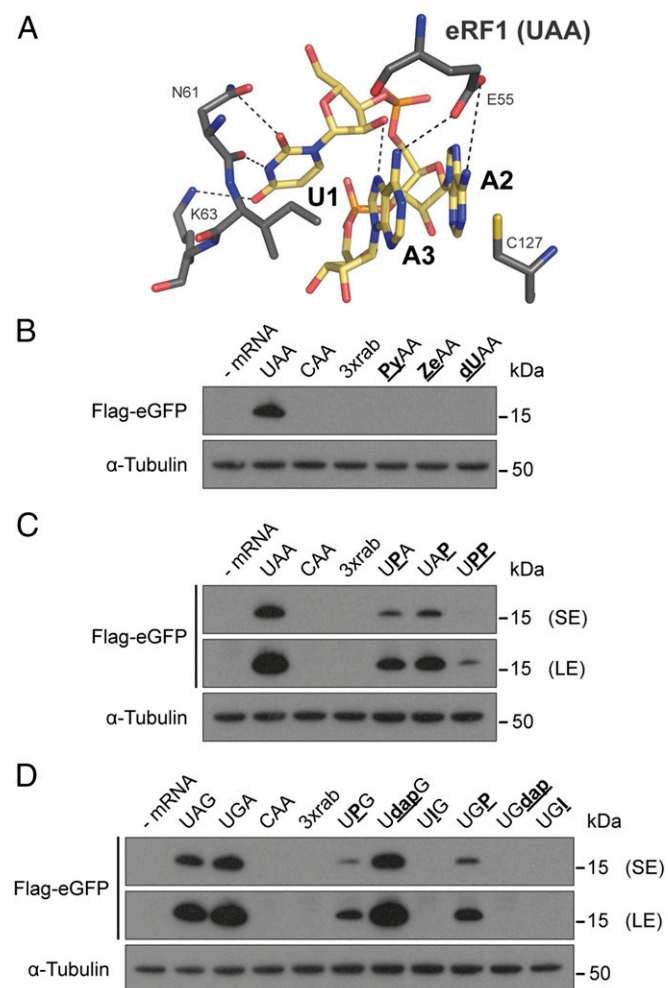 A
eRF1 (UAA)
N61
E55
U1
A2
K63
A3
C127
B
- mRNA UAA CAA 3xrab PyAA ZeAA dUAA kDa
Flag-eGFP -15
α-Tubulin -50
C
- mRNA UAA CAA 3xrab UPA UAP UPP kDa
-15 (SE)
Flag-eGFP
-15 (LE)
α-Tubulin -50
D
- mRNA UAG UGA CAA 3xrab UPG UdapG UIG UGP UGdap UGI kDa
-15 (SE)
Flag-eGFP
-15 (LE)
α-Tubulin -50